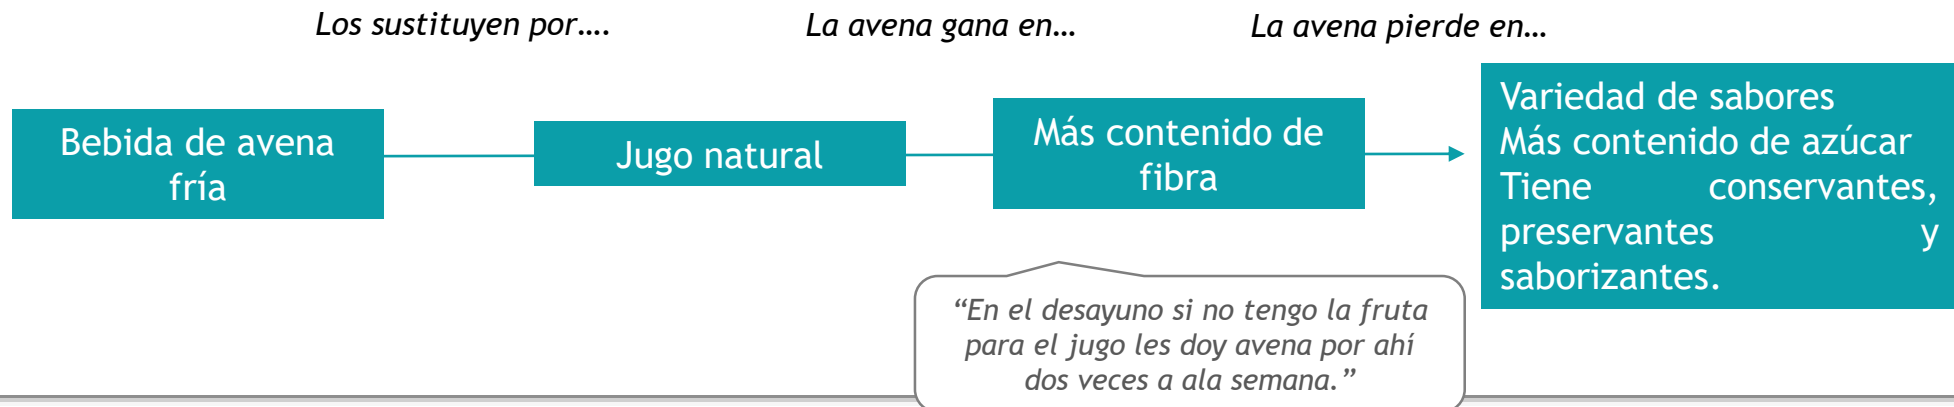 Los sustituyen por….
La avena gana en…
La avena pierde en…
Bebida de avena
fría
Jugo natural
Más contenido de
fibra
Variedad de sabores
Más contenido de azúcar
Tiene conservantes,
preservantes y
saborizantes.
“En el desayuno si no tengo la fruta
para el jugo les doy avena por ahí
dos veces a ala semana.”